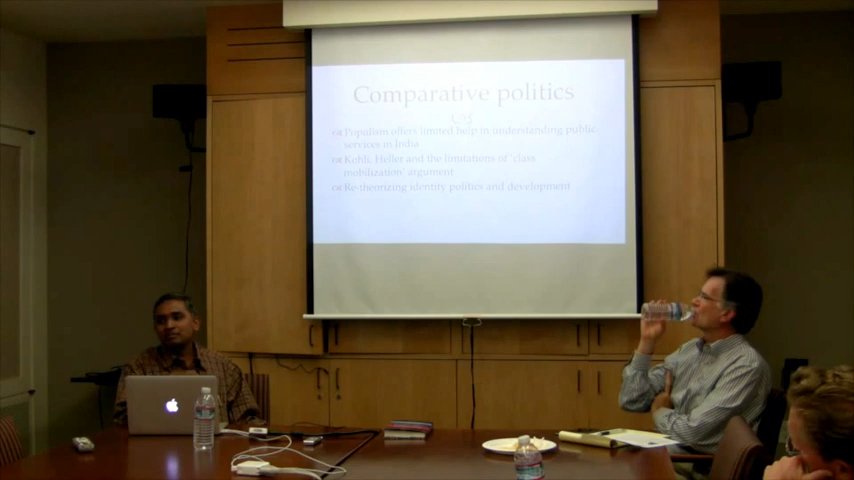 Comparative politics
Populism offers limited help in understanding public
services in India
Kohli, Heller and the limitations of 'class
mobilization' argument
Re-theorizing identity politics and development